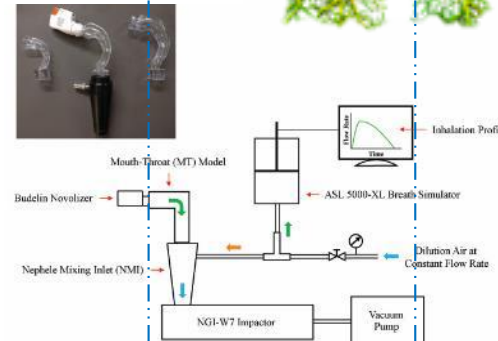 Flow Rate
Time
Inhalation Profi
Mouth-Throat (MT) Model
Budelin Novolizer
ASL 5000-XL Breath Simulator
Dilution Air at
Constant Flow Rate
Nephele Mixing Inlet (NMI)
NGI-W7 Impactor
Vacuum
Pump